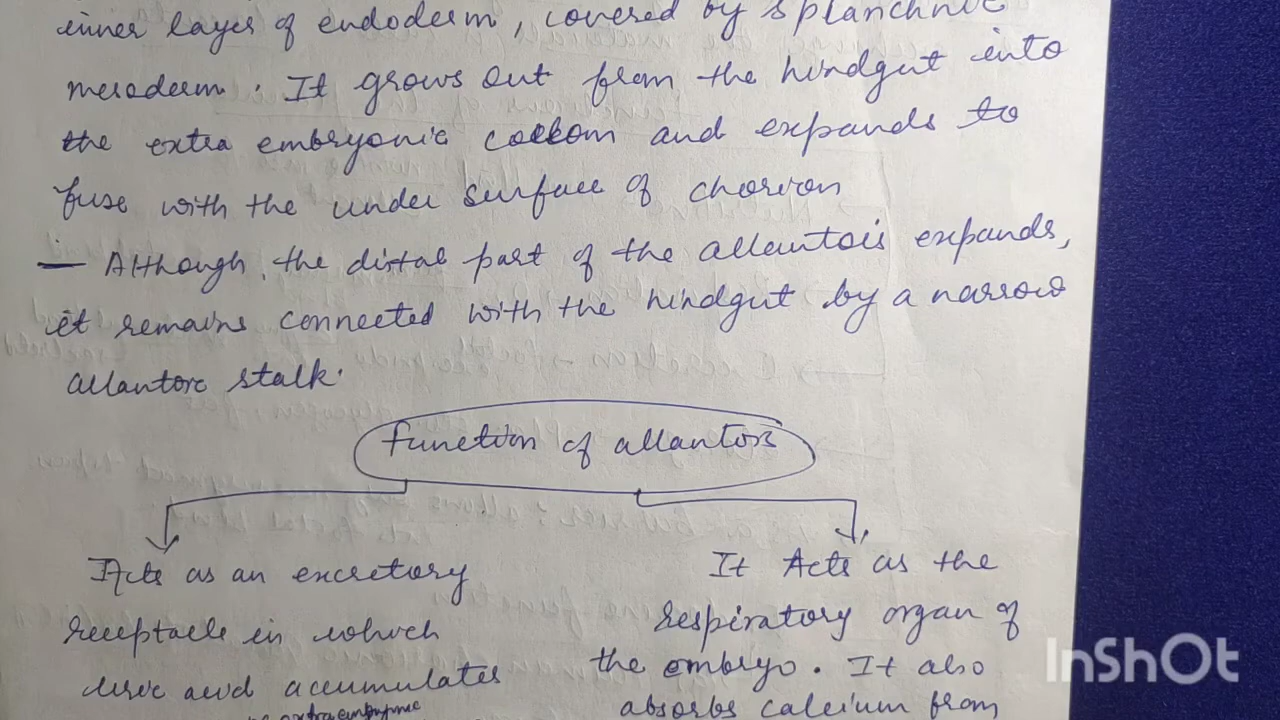 inner layer of endoderm, covered by splanchnic
mesoderm. It grows out from the hindgut into
the extra embryonic coelom and expands to
fuse with the under surface of chorion
— Although, the distal part of the allantois expands,
it remains connected with the hindgut by a narrow
allantoic stalk.
function of allantois
Acts as an excretory
receptacle in which
uric acid accumulates
extraembryonic
It Acts as the
respiratory organ of
the embryo. It also
absorbs calcium from
InShOt